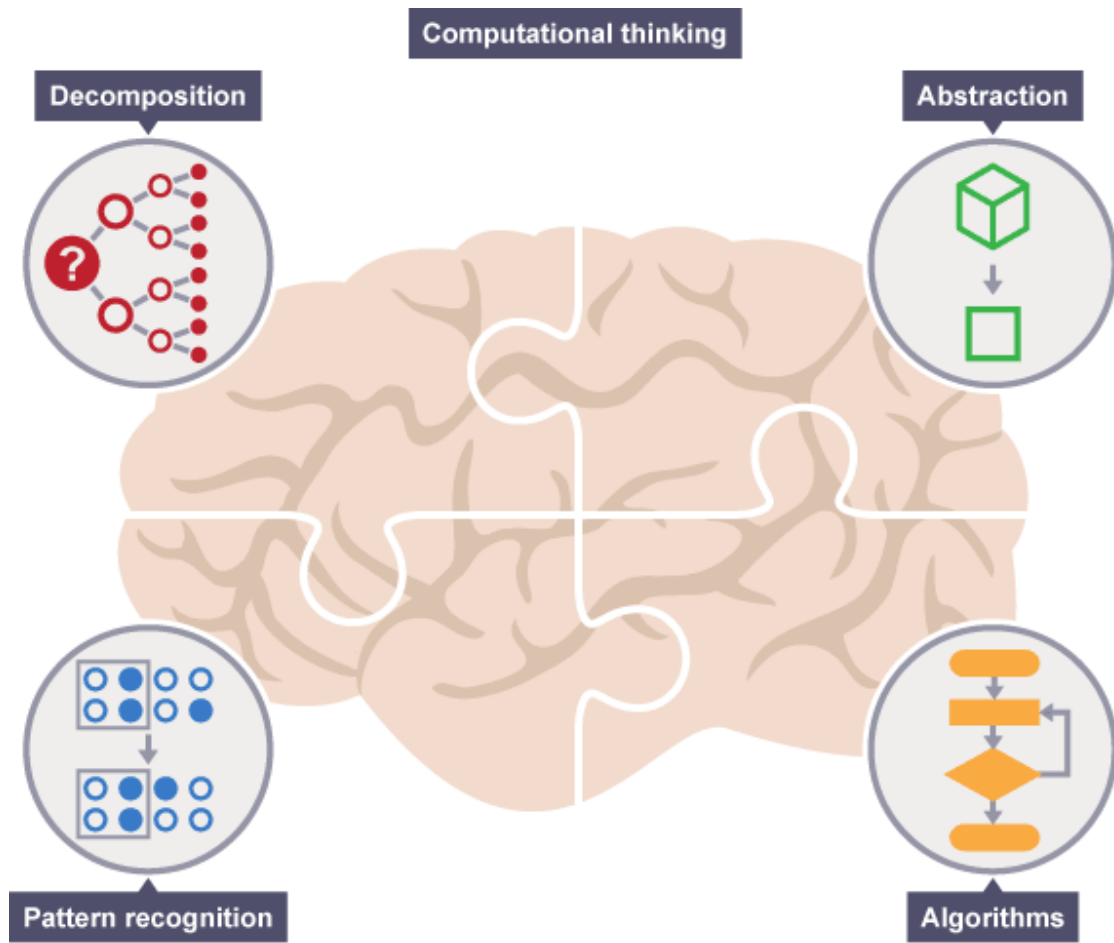 Computational thinking
Decomposition
Abstraction
?
Pattern recognition
Algorithms